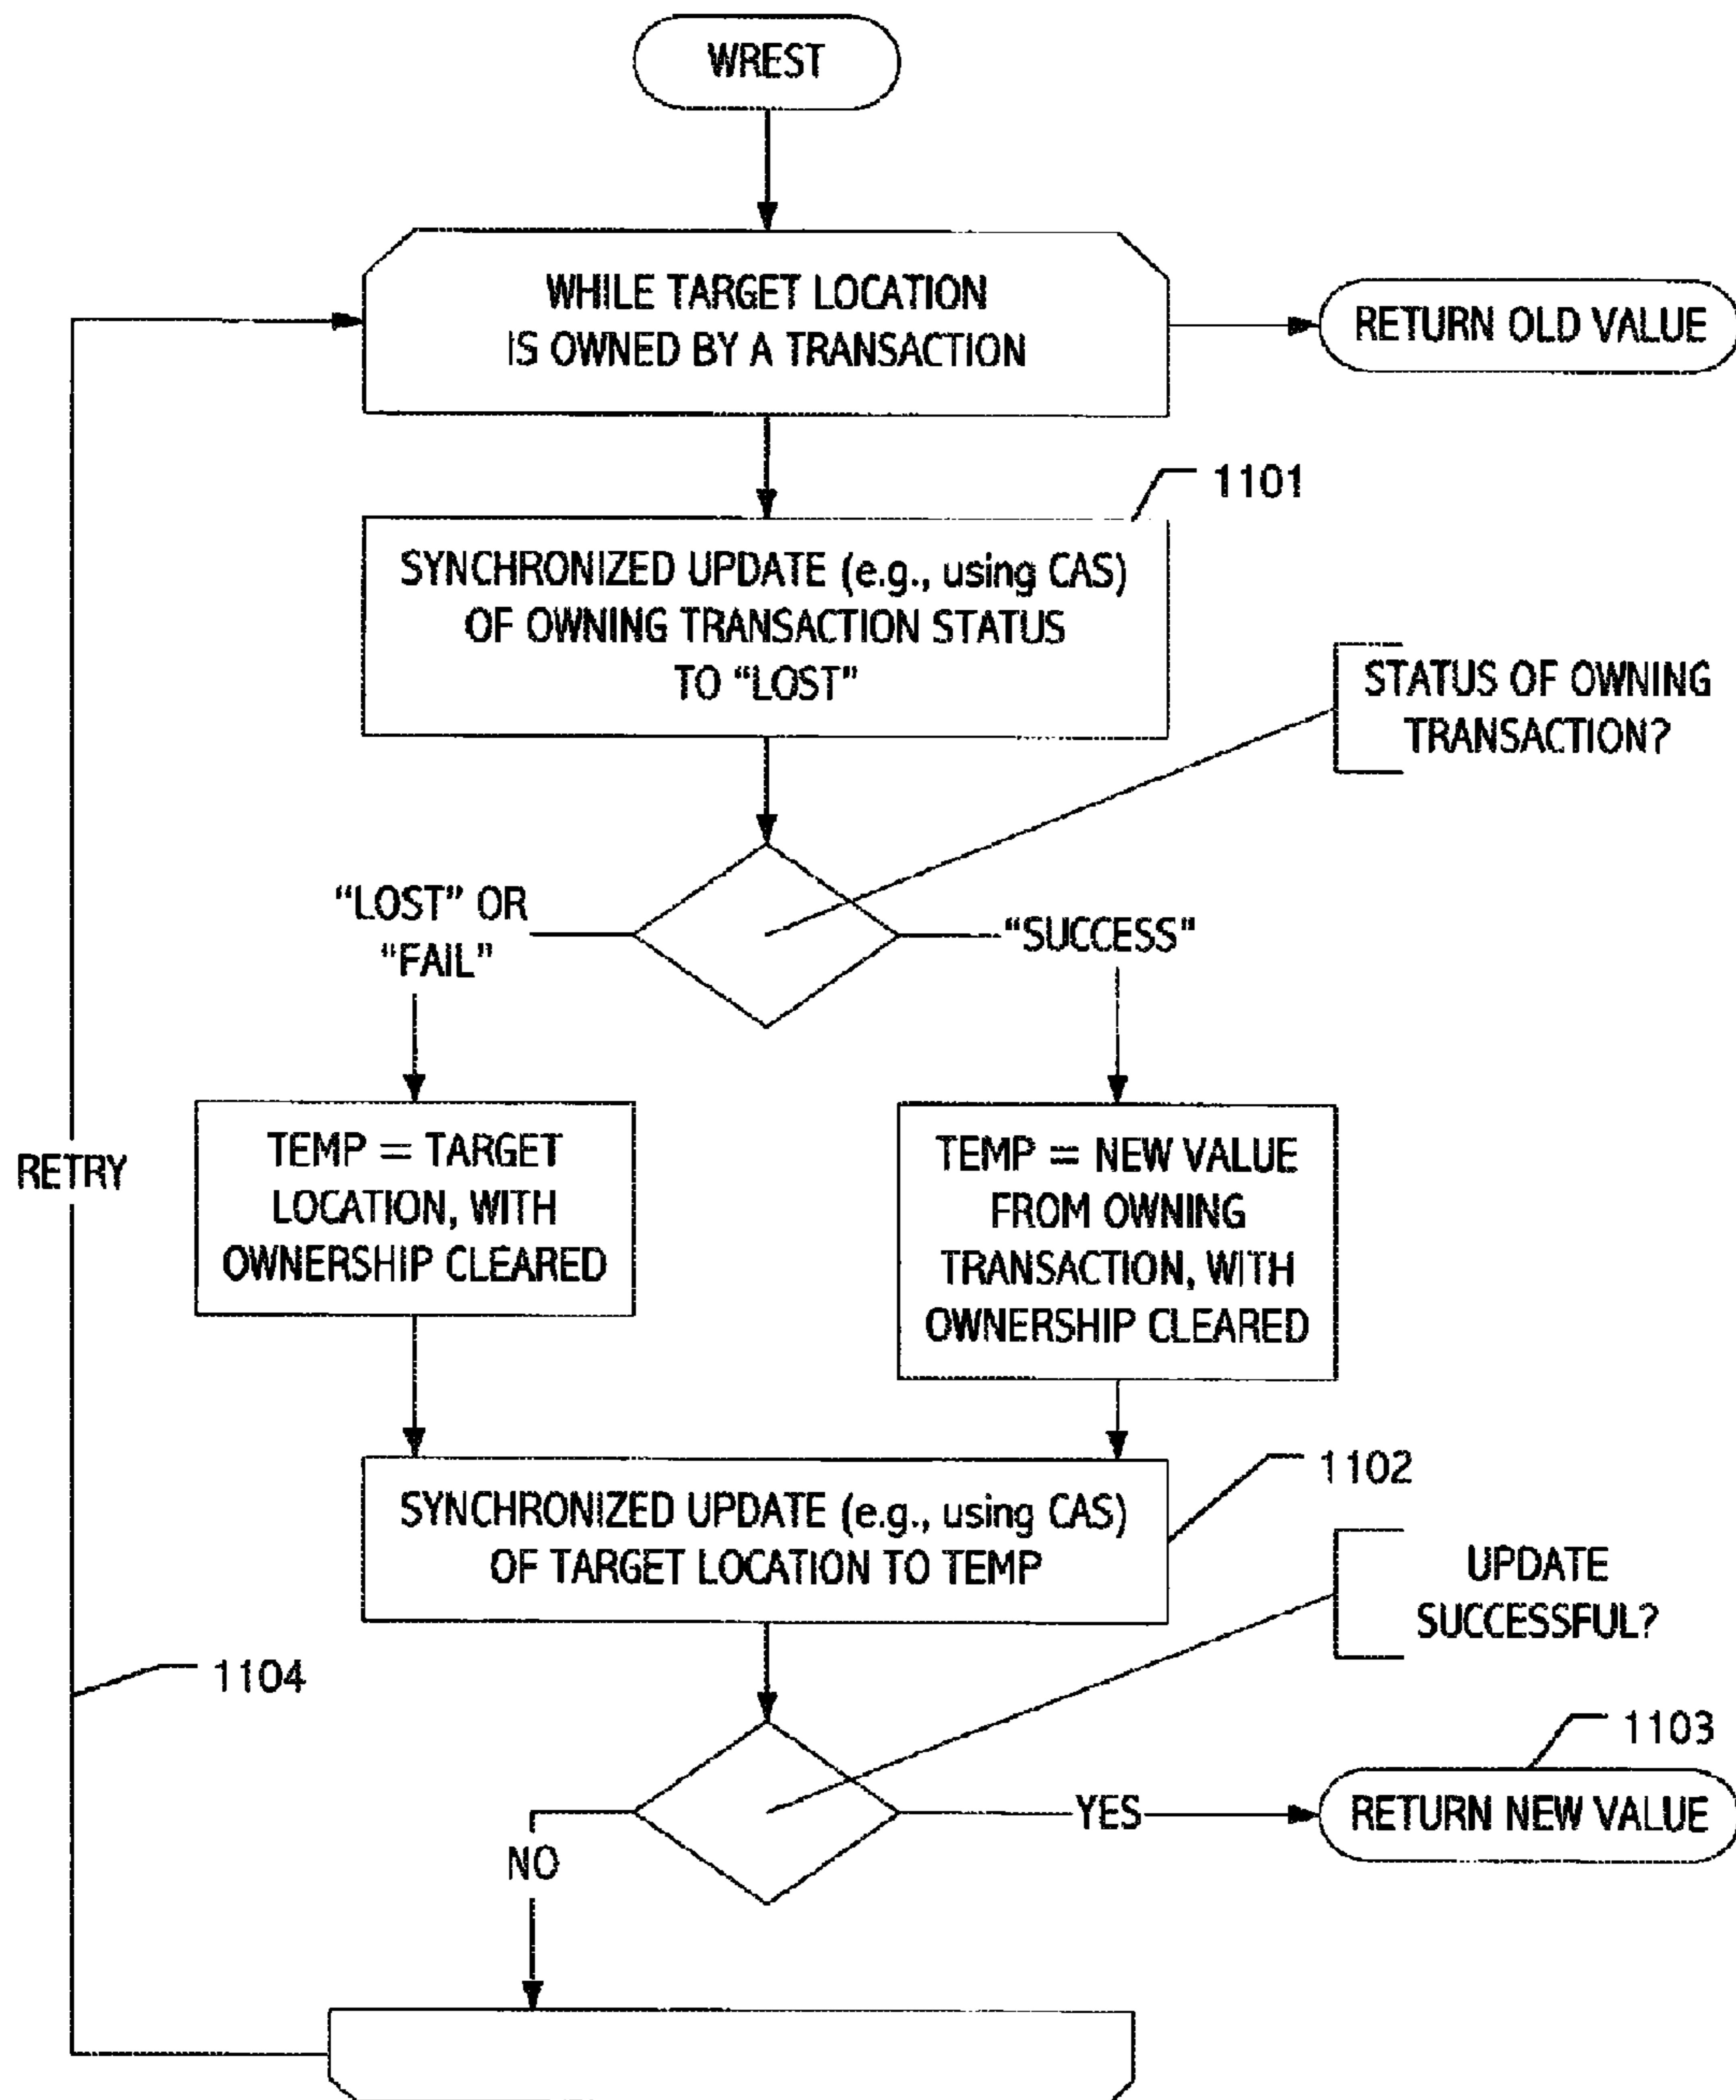 WREST
WHILE TARGET LOCATION
IS OWNED BY A TRANSACTION
RETURN OLD VALUE
1101
SYNCHRONIZED UPDATE (e.g., using CAS)
OF OWNING TRANSACTION STATUS
TO “LOST”
STATUS OF OWNING
TRANSACTION?
“LOST” OR
“FAIL”
“SUCCESS”
TEMP = TARGET
LOCATION, WITH
OWNERSHIP CLEARED
TEMP = NEW VALUE
FROM OWNING
TRANSACTION, WITH
OWNERSHIP CLEARED
RETRY
1102
SYNCHRONIZED UPDATE (e.g., using CAS)
OF TARGET LOCATION TO TEMP
UPDATE
SUCCESSFUL?
1104
1103
YES
RETURN NEW VALUE
NO